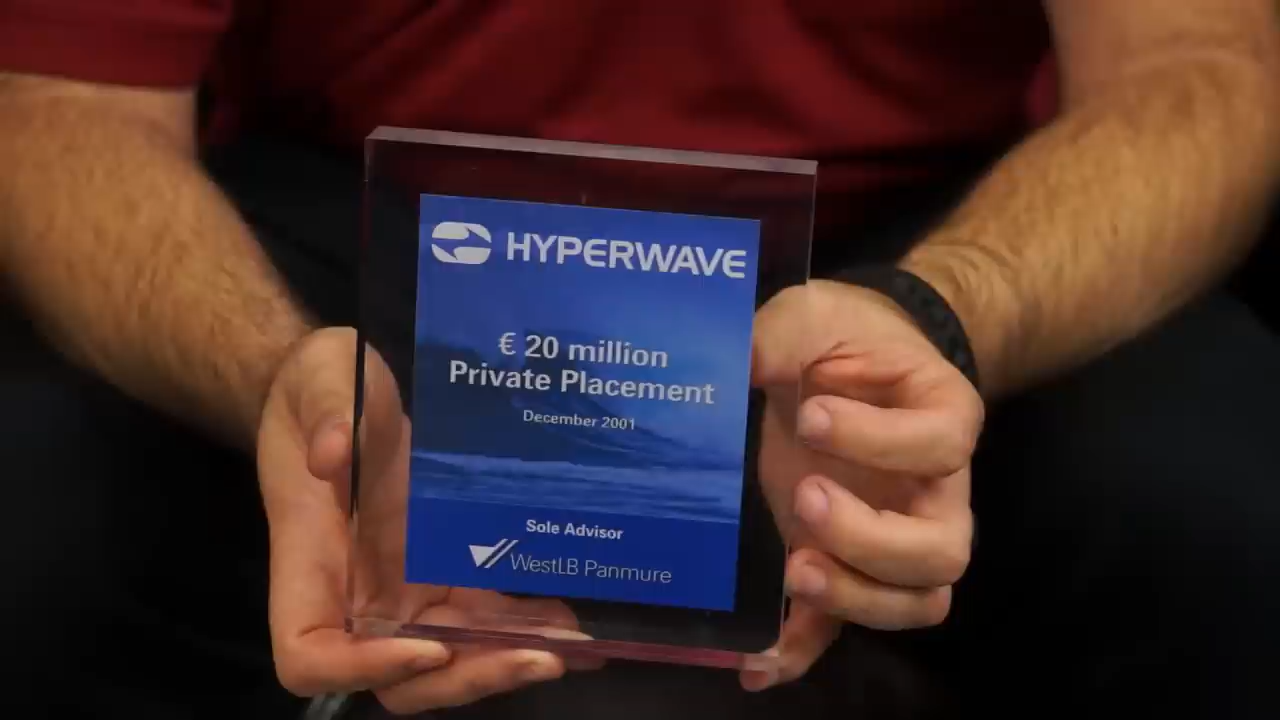 HYPERWAVE
€ 20 million
Private Placement
December 2001
Sole Advisor
WestLB Panmure